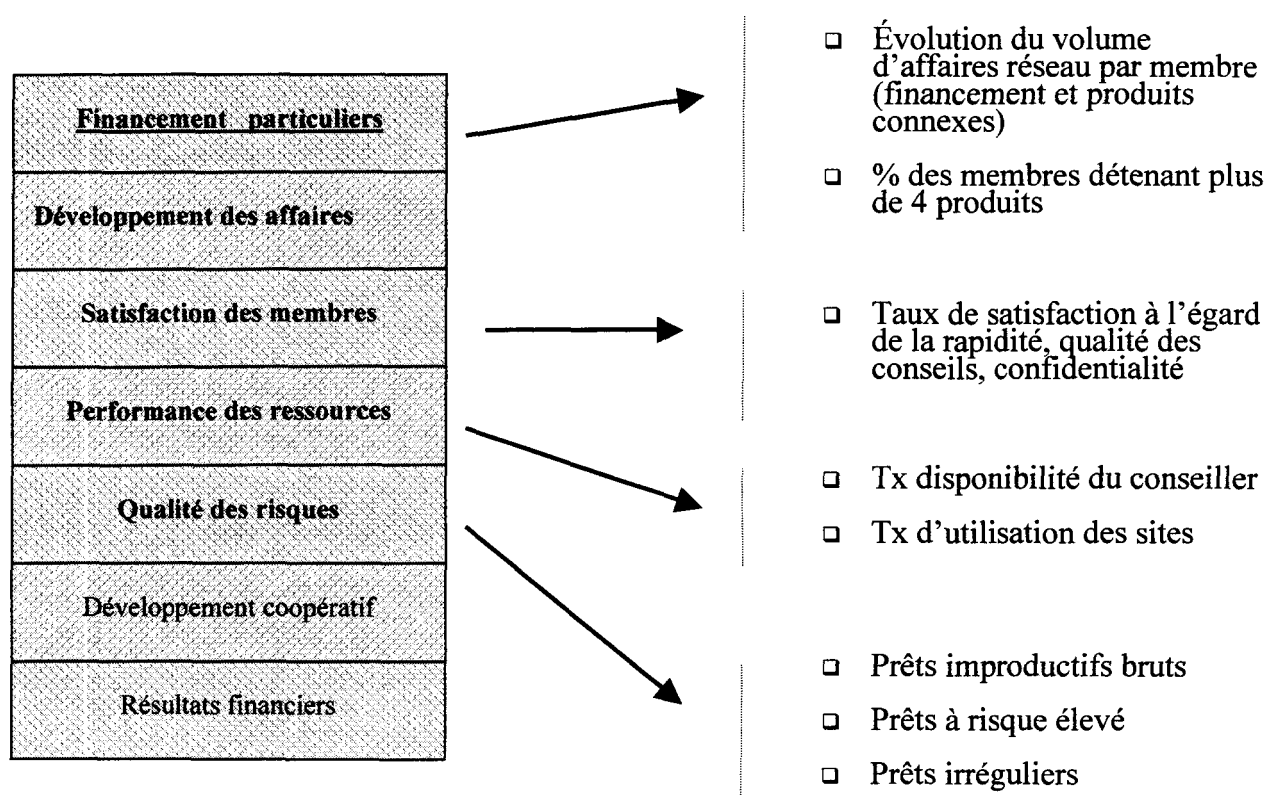 Financement particuliers
Développement des affaires
Satisfaction des membres
Performance des ressources
Qualité des risques
Développement coopératif
Résultats financiers
❑ Évolution du volume
d'affaires réseau par membre
(financement et produits
connexes)
❑ % des membres détenant plus
de 4 produits
❑ Taux de satisfaction à l'égard
de la rapidité, qualité des
conseils, confidentialité
❑ Tx disponibilité du conseiller
❑ Tx d'utilisation des sites
❑ Prêts improductifs bruts
❑ Prêts à risque élevé
❑ Prêts irréguliers